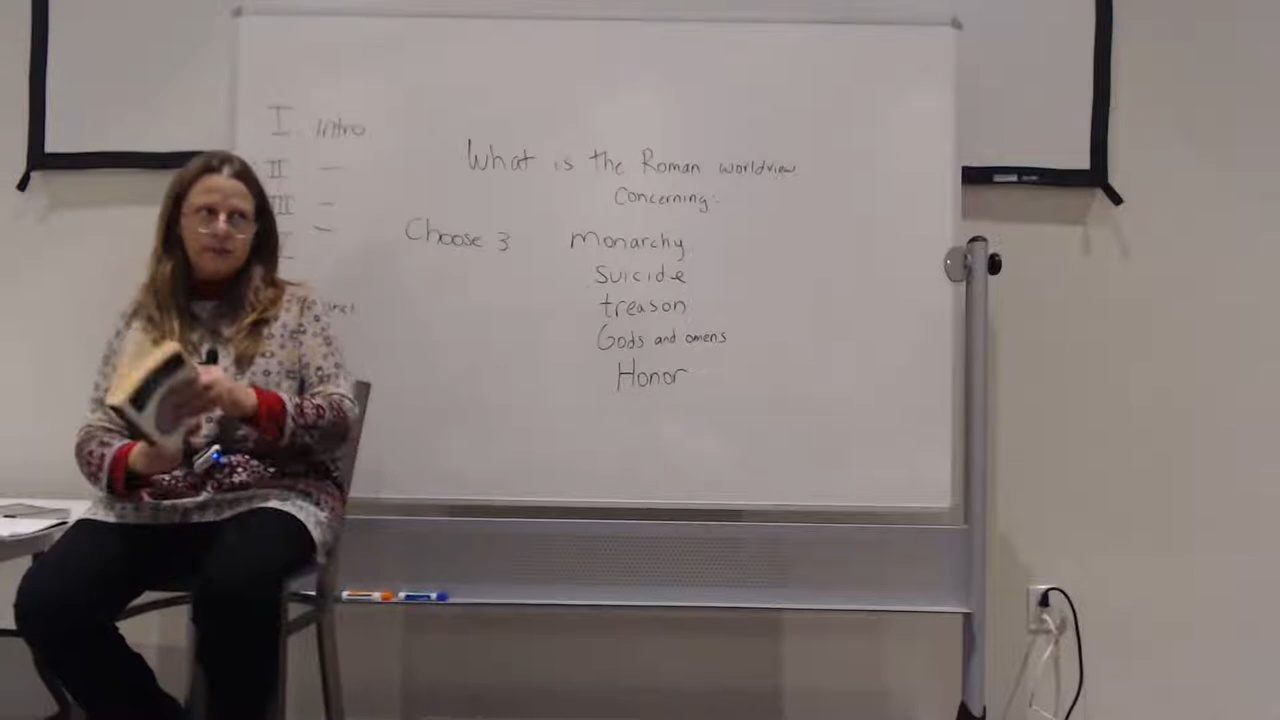 I Intro
II —
III –
–
What is the Roman worldview
Concerning:
Choose 3 Monarchy
Suicide
treason
Gods and omens
Honor